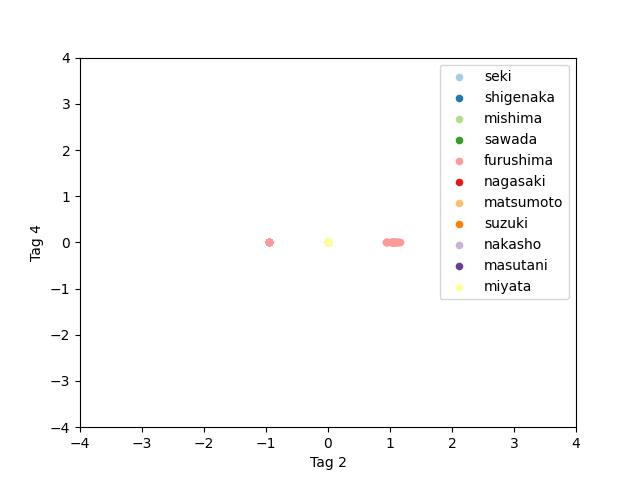 4
3
2
1
0
−1
−2
−3
−4
Tag 4
−4 −3 −2 −1 0 1 2 3 4
Tag 2
seki
shigenaka
mishima
sawada
furushima
nagasaki
matsumoto
suzuki
nakasho
masutani
miyata